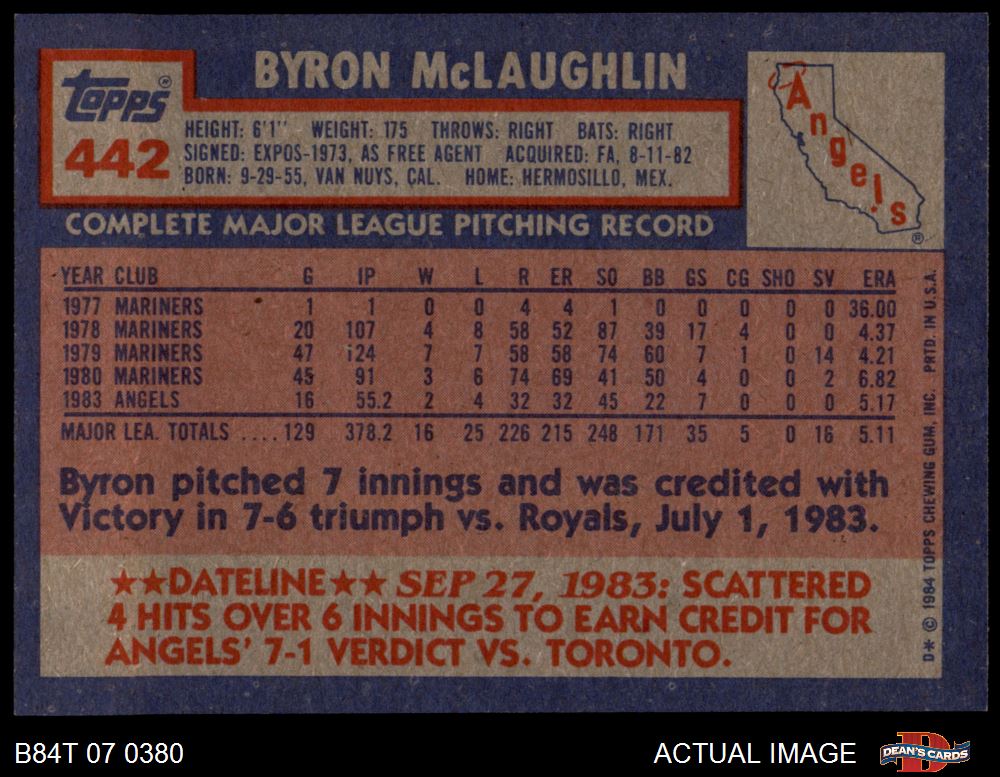 Topps®
442
BYRON McLAUGHLIN
HEIGHT: 6'1" WEIGHT: 175 THROWS: RIGHT BATS: RIGHT
SIGNED: EXPOS-1973, AS FREE AGENT ACQUIRED: FA, 8-11-82
BORN: 9-29-55, VAN NUYS, CAL. HOME: HERMOSILLO, MEX.
Angels
®
COMPLETE MAJOR LEAGUE PITCHING RECORD
YEAR CLUB G IP W L R ER SO BB GS CG SHO SV ERA
1977 MARINERS 1 1 0 0 4 4 1 0 0 0 0 0 36.00
1978 MARINERS 20 107 4 8 58 52 87 39 17 4 0 0 4.37
1979 MARINERS 47 124 7 7 58 58 74 60 7 1 0 14 4.21
1980 MARINERS 45 91 3 6 74 69 41 50 4 0 0 2 6.82
1983 ANGELS 16 55.2 2 4 32 32 45 22 7 0 0 0 5.17
MAJOR LEA. TOTALS ....129 378.2 16 25 226 215 248 171 35 5 0 16 5.11
Byron pitched 7 innings and was credited with
Victory in 7-6 triumph vs. Royals, July 1, 1983.
★★DATELINE★★ SEP 27, 1983: SCATTERED
4 HITS OVER 6 INNINGS TO EARN CREDIT FOR
ANGELS' 7-1 VERDICT VS. TORONTO.
D* © 1984 TOPPS CHEWING GUM, INC. PRTD. IN U.S.A.
B84T 07 0380
ACTUAL IMAGE
D
DEAN'S CARDS